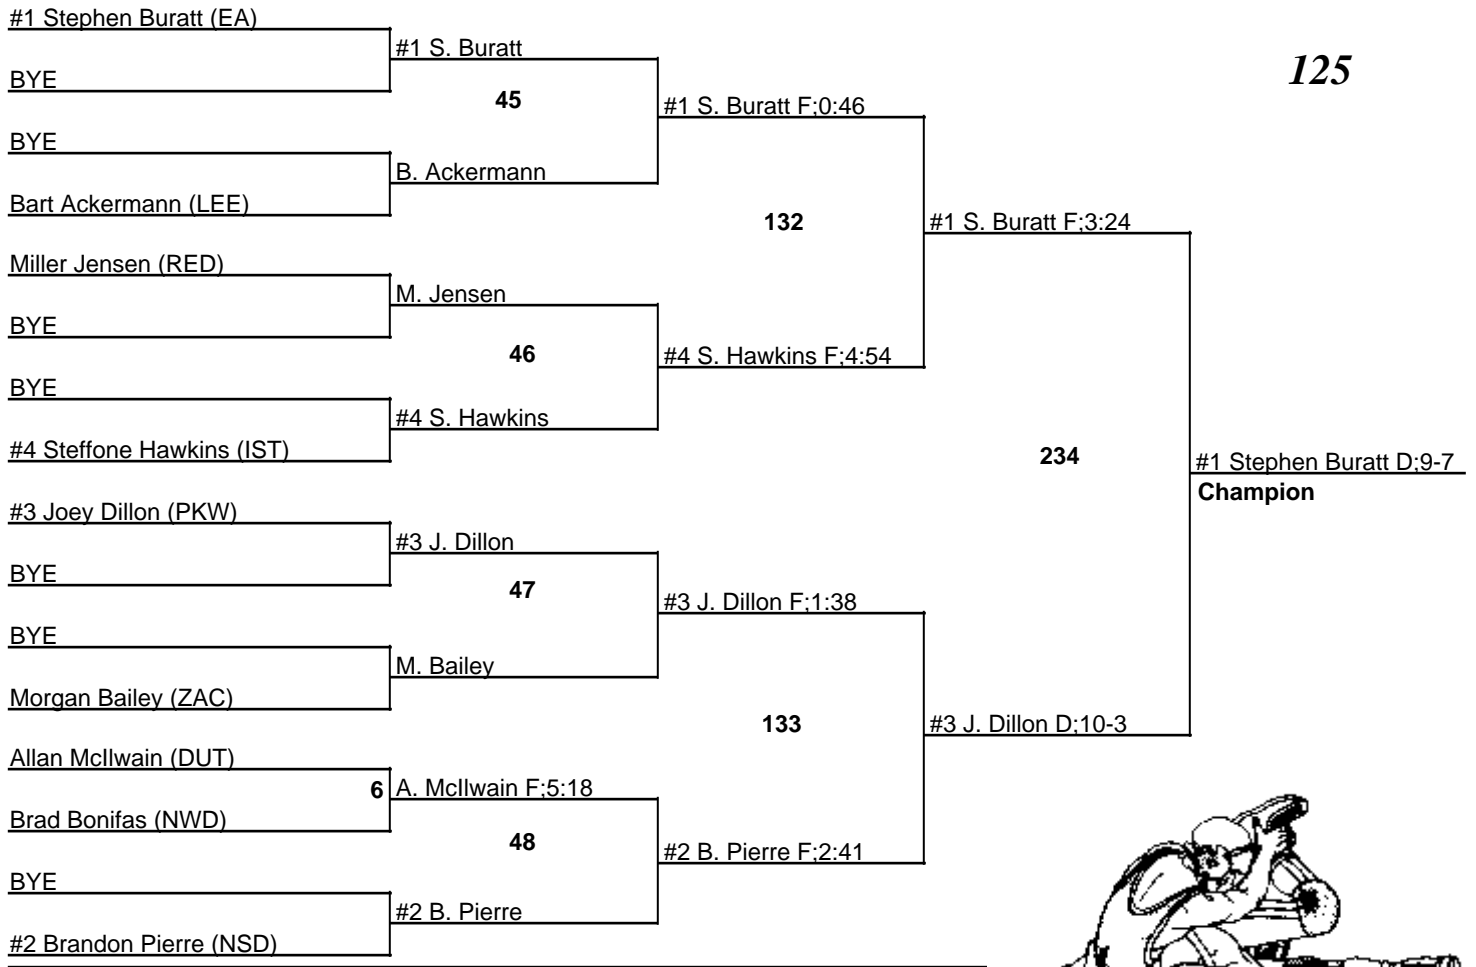 #1 Stephen Buratt (EA)
BYE
BYE
Bart Ackermann (LEE)
Miller Jensen (RED)
BYE
BYE
#4 Steffone Hawkins (IST)
#3 Joey Dillon (PKW)
BYE
BYE
Morgan Bailey (ZAC)
Allan McIlwain (DUT)
6
Brad Bonifas (NWD)
BYE
#2 Brandon Pierre (NSD)
#1 S. Buratt
45
B. Ackermann
M. Jensen
46
#4 S. Hawkins
#3 J. Dillon
47
M. Bailey
A. McIlwain F;5:18
48
#2 B. Pierre
#1 S. Buratt F;0:46
132
#4 S. Hawkins F;4:54
#3 J. Dillon F;1:38
133
#2 B. Pierre F;2:41
#1 S. Buratt F;3:24
234
#3 J. Dillon D;10-3
125
#1 Stephen Buratt D;9-7
Champion